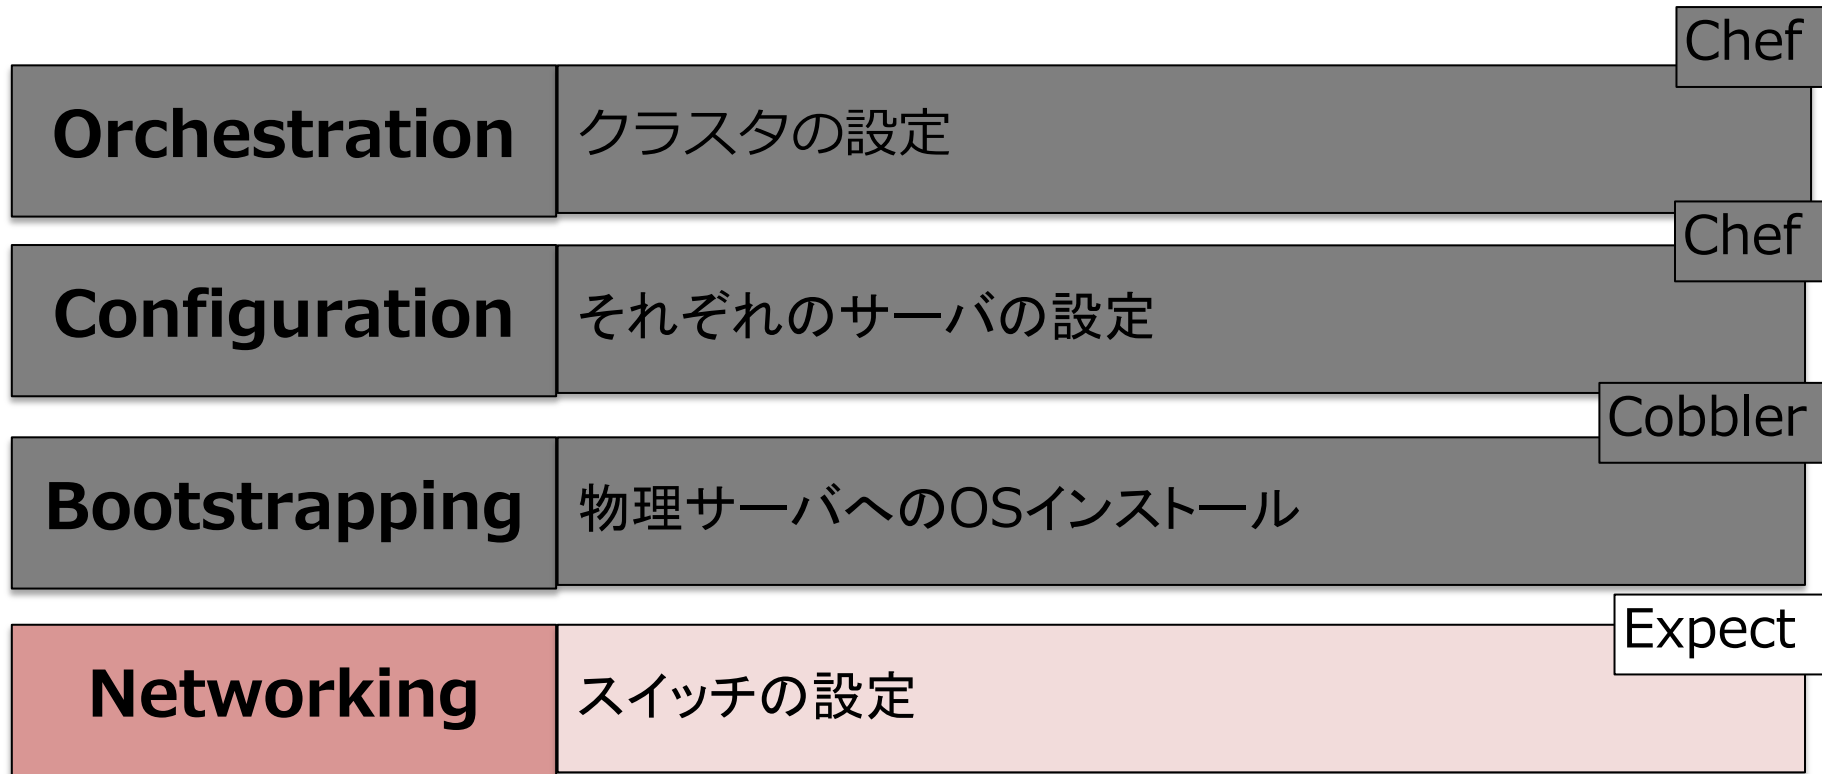 Chef
Orchestration
クラスタの設定
Chef
Configuration
それぞれのサーバの設定
Cobbler
Bootstrapping
物理サーバへのOSインストール
Expect
Networking
スイッチの設定